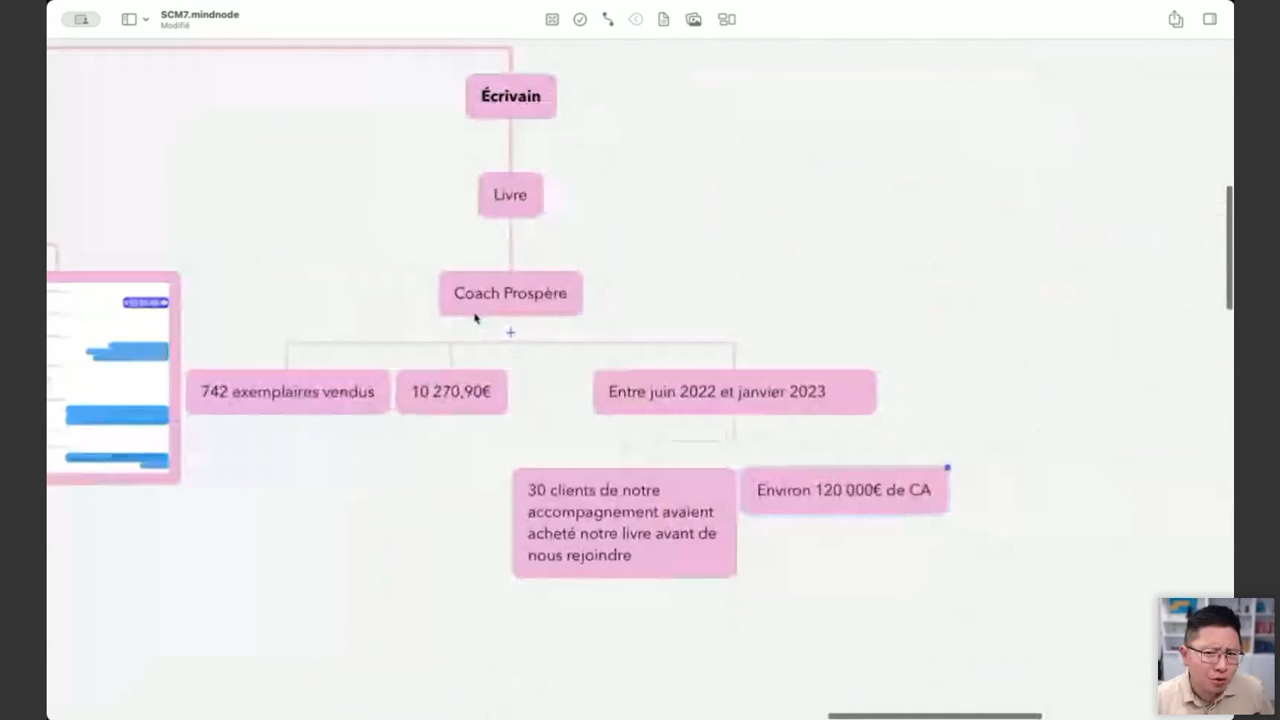 SCM7.mindnode
Modifié
Écrivain
Livre
Coach Prospère
742 exemplaires vendus
10 270,90€
Entre juin 2022 et janvier 2023
30 clients de notre
accompagnement avaient
acheté notre livre avant de
nous rejoindre
Environ 120 000€ de CA